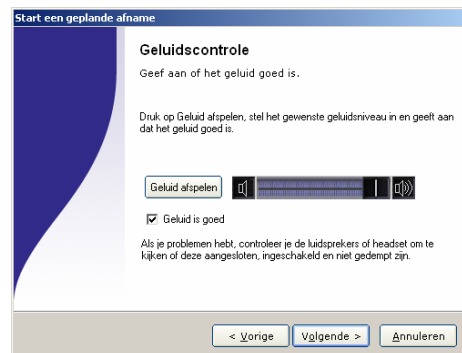 Start een geplande afname
Geluidscontrole
Geef aan of het geluid goed is.
Druk op Geluid afspelen, stel het gewenste geluidsniveau in en geeft aan
dat het geluid goed is.
Geluid afspelen
Geluid is goed
Als je problemen hebt, controleer je de luidsprekers of headset om te
kijken of deze aangesloten, ingeschakeld en niet gedempt zijn.
< Vorige Volgende > Annuleren